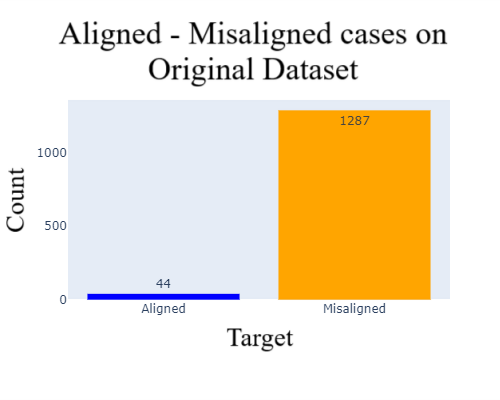 Aligned - Misaligned cases on
Original Dataset
Count
1000
500
0
1287
44
Aligned
Misaligned
Target